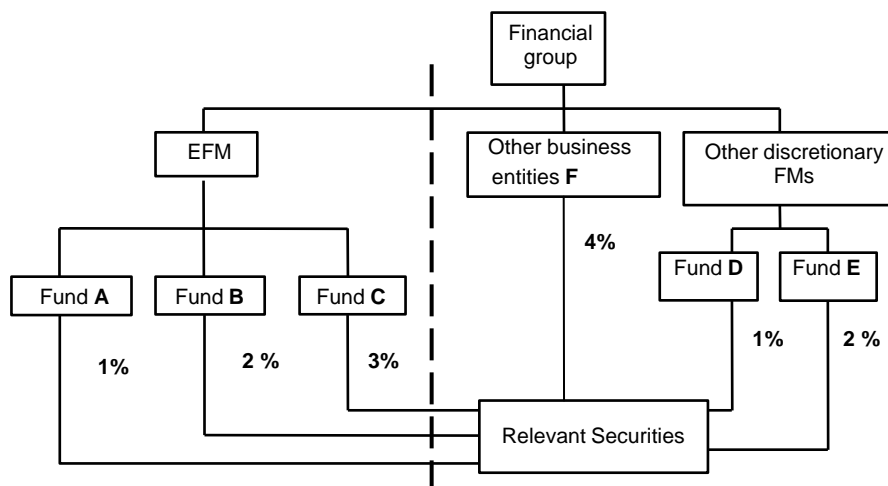 Financial
group
EFM
Other business
entities F
Other discretionary
FMs
4%
Fund A
Fund B
Fund C
Fund D
Fund E
1%
2 %
3%
1%
2 %
Relevant Securities